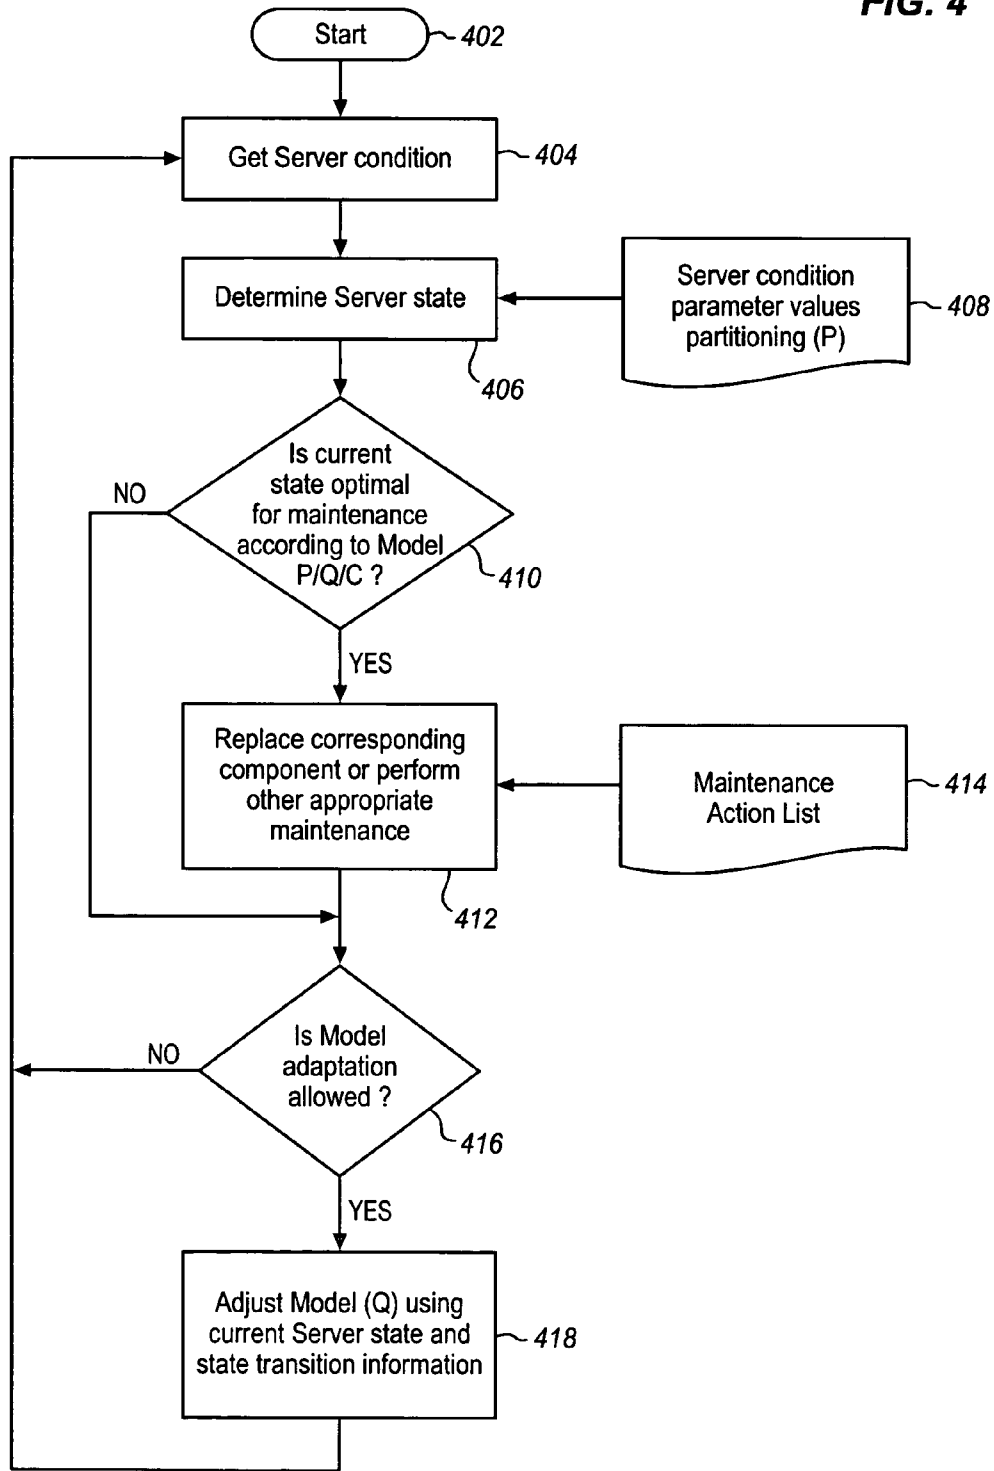 FIG. 4
Start
402
Get Server condition
404
Determine Server state
406
Server condition
parameter values
partitioning (P)
408
Is current
state optimal
for maintenance
according to Model
P/Q/C ?
410
NO
YES
Replace corresponding
component or perform
other appropriate
maintenance
412
Maintenance
Action List
414
Is Model
adaptation
allowed ?
416
NO
YES
Adjust Model (Q) using
current Server state and
state transition information
418